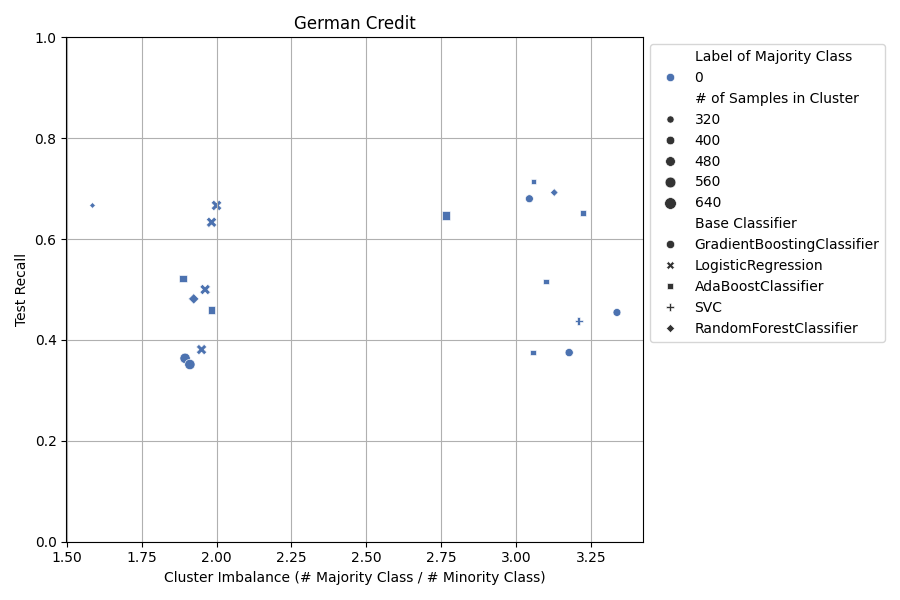 German Credit
1.0
0.8
0.6
0.4
0.2
0.0
Test Recall
1.50 1.75 2.00 2.25 2.50 2.75 3.00 3.25
Cluster Imbalance (# Majority Class / # Minority Class)
Label of Majority Class
0
# of Samples in Cluster
320
400
480
560
640
Base Classifier
GradientBoostingClassifier
LogisticRegression
AdaBoostClassifier
SVC
RandomForestClassifier